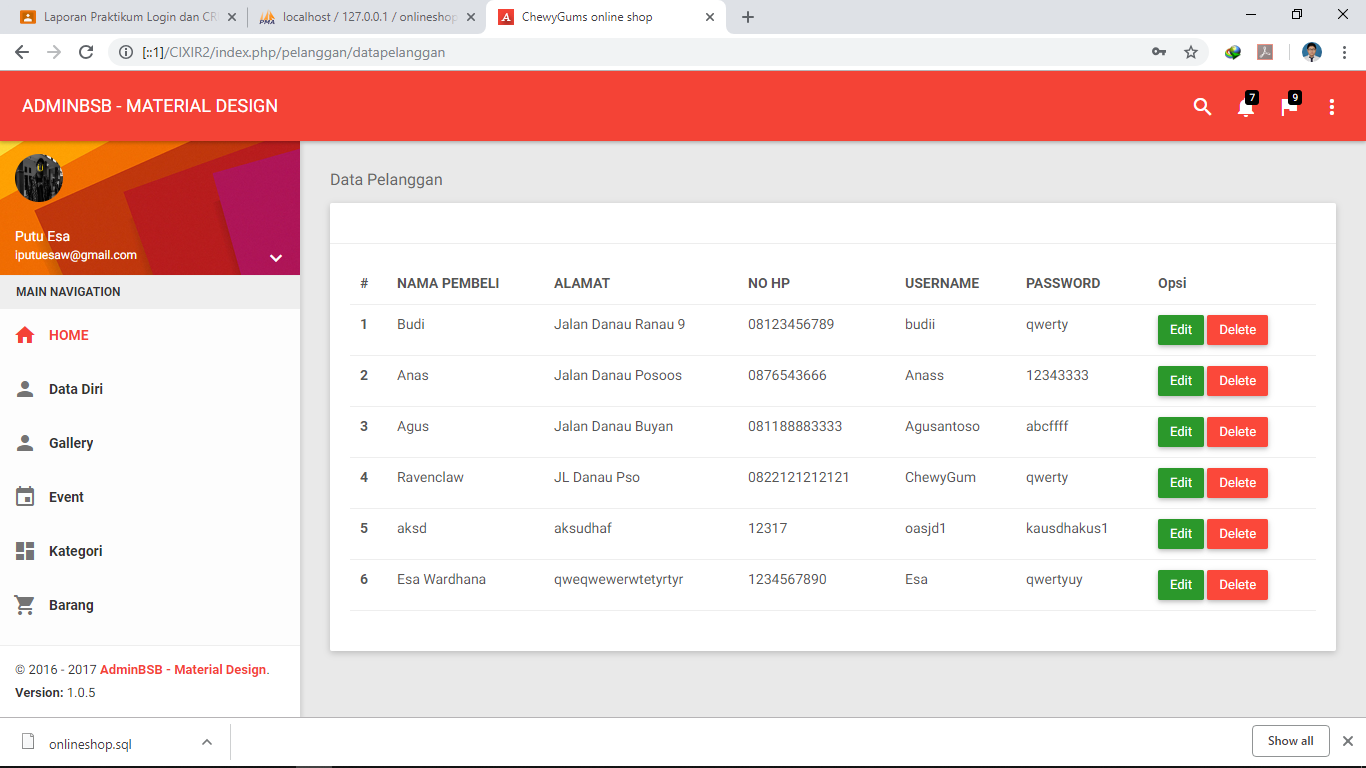 Laporan Praktikum Login dan CR
localhost / 127.0.0.1 / onlineshop
ChewyGums online shop
[::1]/CIXIR2/index.php/pelanggan/datapelanggan
ADMINBSB - MATERIAL DESIGN
7
9
Putu Esa
iputuesaw@gmail.com
MAIN NAVIGATION
HOME
Data Diri
Gallery
Event
Kategori
Barang
© 2016 - 2017 AdminBSB - Material Design.
Version: 1.0.5
Data Pelanggan
# NAMA PEMBELI ALAMAT NO HP USERNAME PASSWORD Opsi
1 Budi Jalan Danau Ranau 9 08123456789 budii qwerty Edit Delete
2 Anas Jalan Danau Posoos 0876543666 Anass 12343333 Edit Delete
3 Agus Jalan Danau Buyan 081188883333 Agusantoso abcffff Edit Delete
4 Ravenclaw JL Danau Pso 0822121212121 ChewyGum qwerty Edit Delete
5 aksd aksudhaf 12317 oasjd1 kausdhakus1 Edit Delete
6 Esa Wardhana qweqwewerwtetyrtyr 1234567890 Esa qwertyuy Edit Delete
onlineshop.sql
Show all